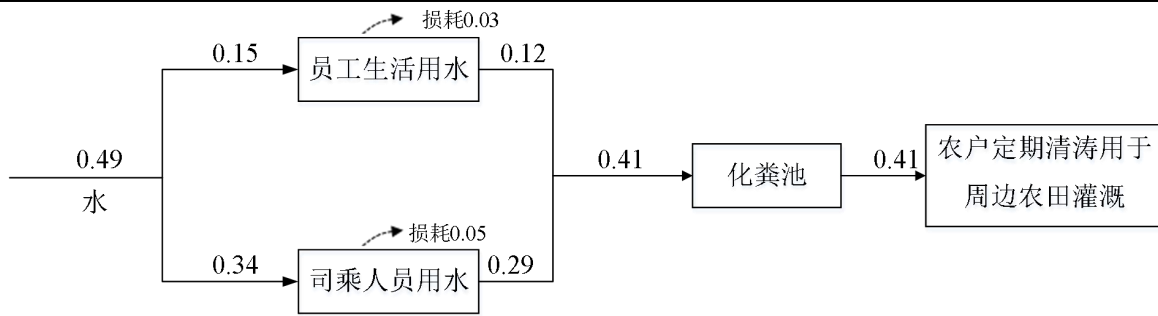 损耗0.03
0.15
员工生活用水
0.12
0.49
水
0.41
化粪池
0.41
农户定期清涛用于
周边农田灌溉
损耗0.05
0.34
司乘人员用水
0.29